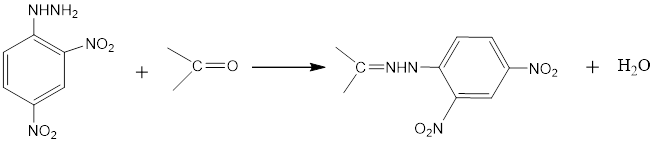 NHNH₂
NO₂
NO₂
+
C=O
C=NHN
NO₂
O₂N
+
H₂O